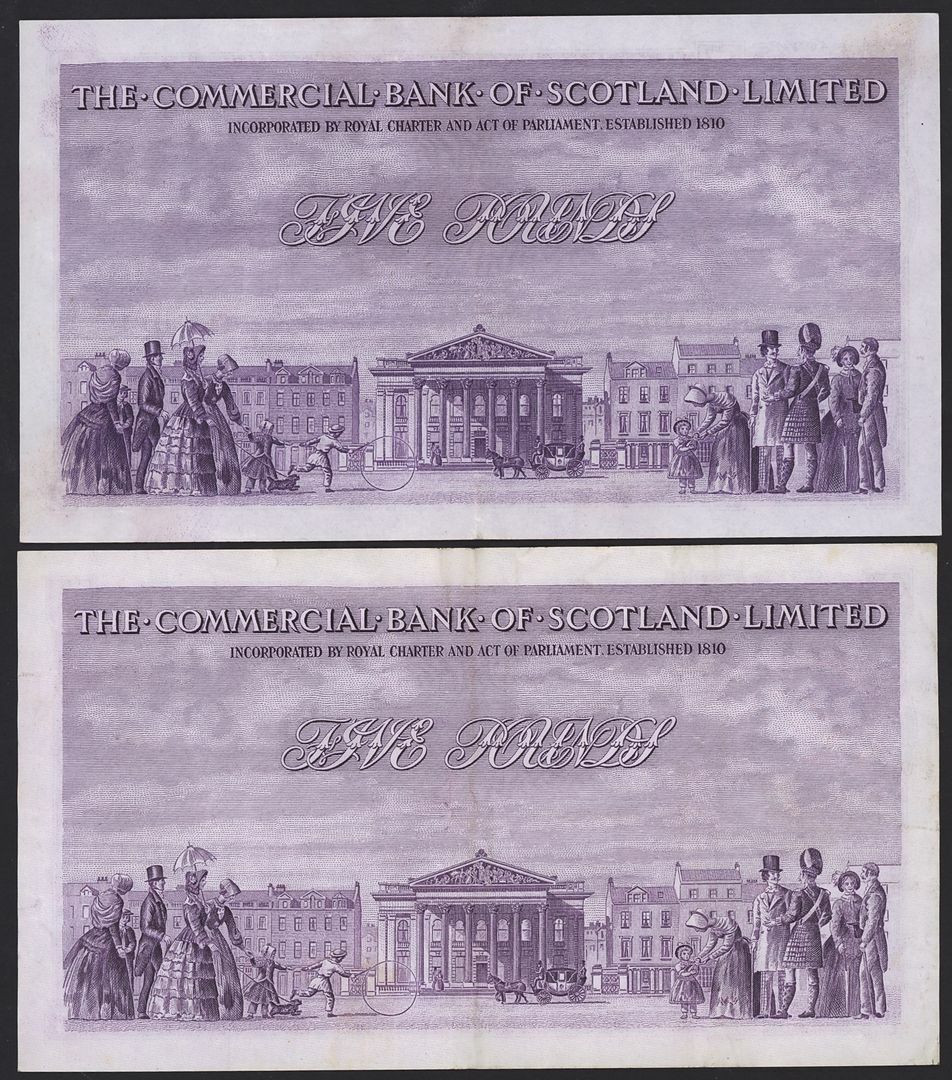 THE·COMMERCIAL·BANK·OF·SCOTLAND·LIMITED
INCORPORATED BY ROYAL CHARTER AND ACT OF PARLIAMENT. ESTABLISHED 1810
FIVE POUNDS
THE·COMMERCIAL·BANK·OF·SCOTLAND·LIMITED
INCORPORATED BY ROYAL CHARTER AND ACT OF PARLIAMENT. ESTABLISHED 1810
FIVE POUNDS